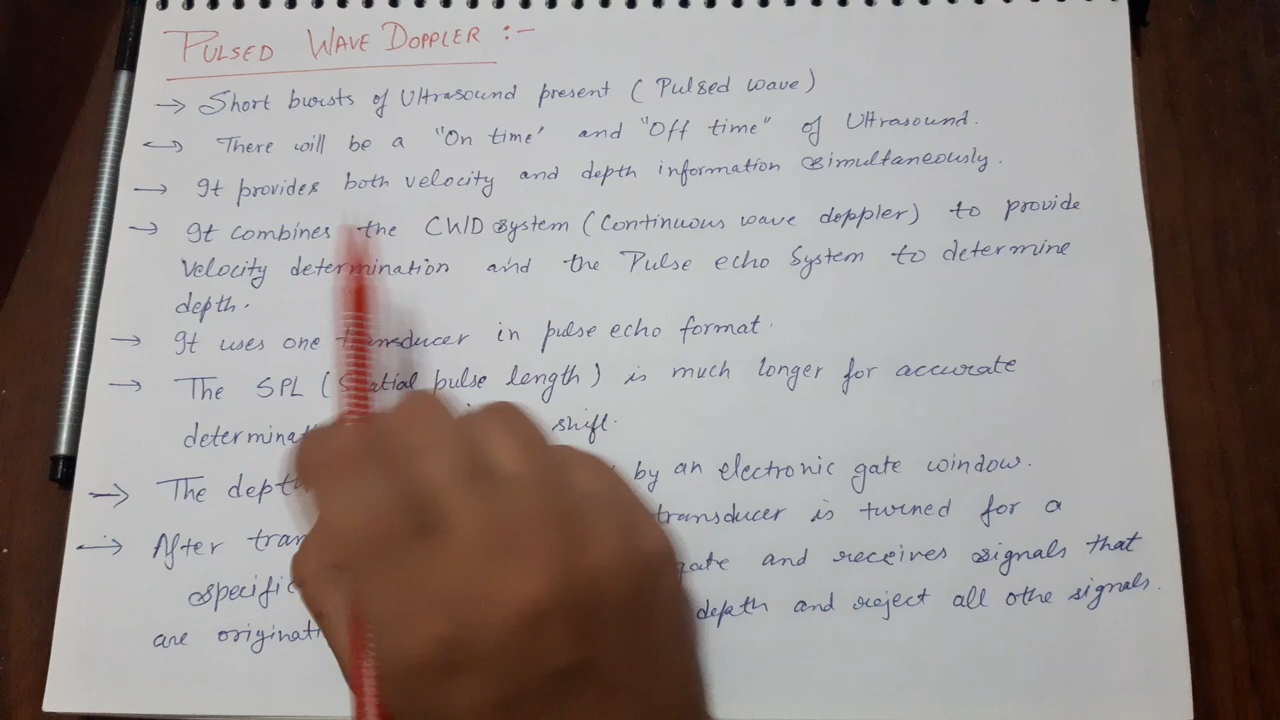 PULSED WAVE DOPPLER :-
→ Short bursts of Ultrasound present (Pulsed wave)
→ There will be a "On time" and "Off time" of Ultrasound.
→ It provides both velocity and depth information simultaneously.
→ It combines the CWD system (Continuous wave doppler) to provide
velocity determination and the Pulse echo System to determine
depth.
→ It uses one transducer in pulse echo format.
→ The SPL (Spatial pulse length) is much longer for accurate
shift.
→ The by an electronic gate window.
→ After transducer is turned for a
specific and receives signals that
are depth and reject all othe signals.